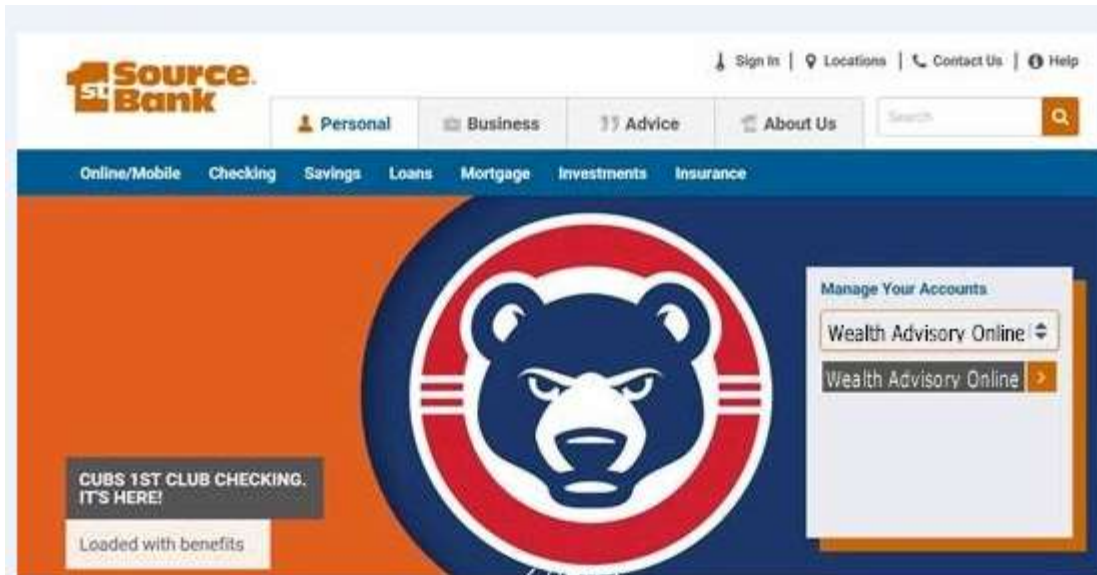 1st Source
Bank
Sign In | Locations | Contact Us | Help
Personal
Business
Advice
About Us
Search
Online/Mobile Checking Savings Loans Mortgage Investments Insurance
Manage Your Accounts
Wealth Advisory Online
Wealth Advisory Online
CUBS 1ST CLUB CHECKING.
IT'S HERE!
Loaded with benefits